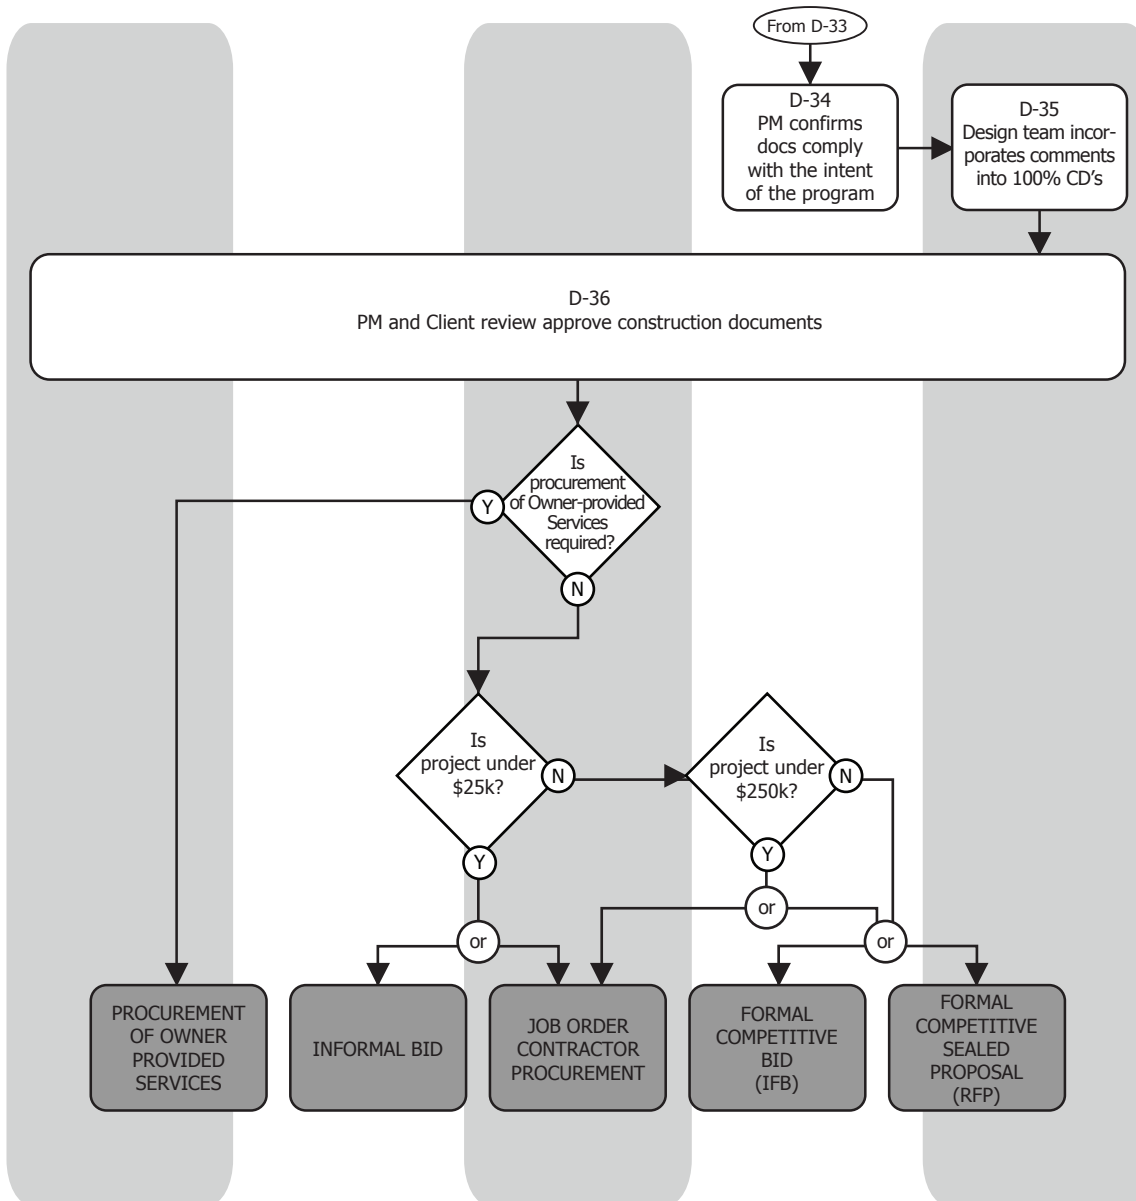 From D-33
D-34
PM confirms
docs comply
with the intent
of the program
D-35
Design team incor-
porates comments
into 100% CD's
D-36
PM and Client review approve construction documents
Is
procurement
of Owner-provided
Services
required?
Y
N
Is
project under
$25k?
N
Y
Is
project under
$250k?
N
Y
or
or
or
PROCUREMENT
OF OWNER
PROVIDED
SERVICES
INFORMAL BID
JOB ORDER
CONTRACTOR
PROCUREMENT
FORMAL
COMPETITIVE
BID
(IFB)
FORMAL
COMPETITIVE
SEALED
PROPOSAL
(RFP)